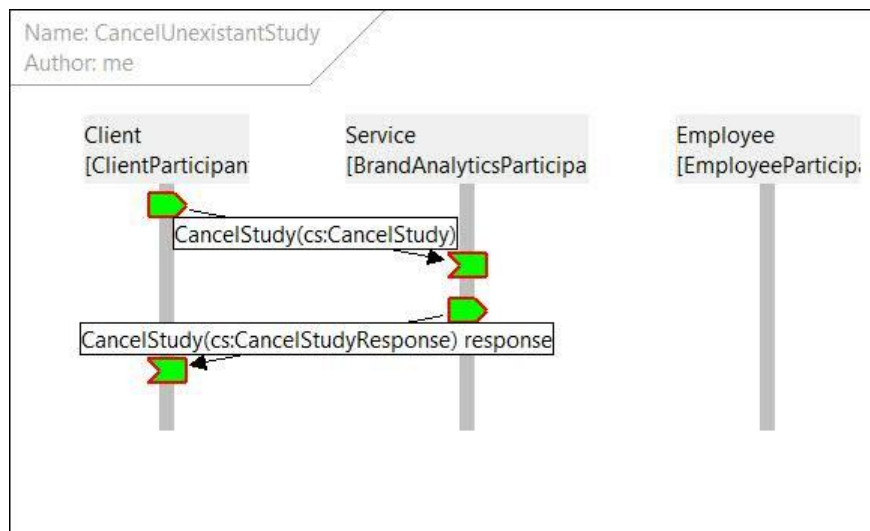 Name: CancelUnexistantStudy
Author: me
Client
[ClientParticipant
Service
[BrandAnalyticsParticipa
Employee
[EmployeeParticipa
CancelStudy(cs:CancelStudy)
CancelStudy(cs:CancelStudyResponse) response